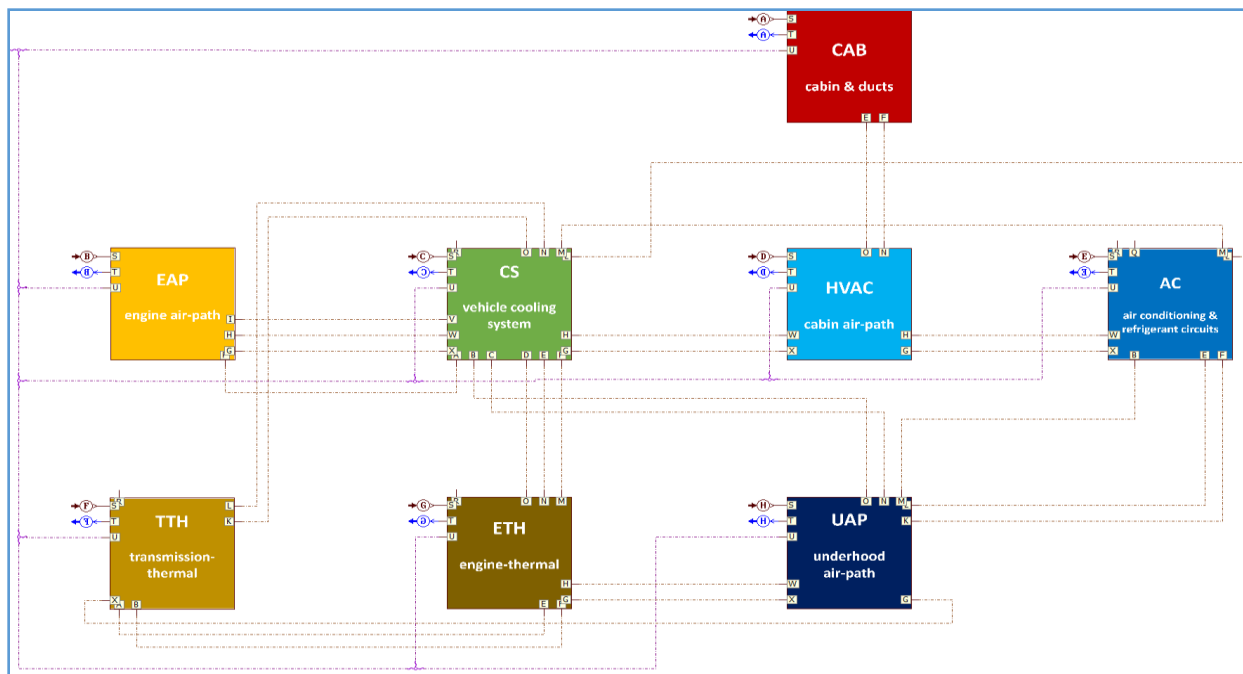 A S
A T
U
CAB
cabin & ducts
E F
B S
B T
U
EAP
engine air-path
I
H
G
C S
C T
U
V
W
X
O N M L
CS
vehicle cooling
system
H
G
A B C D E F
D S
D T
U
W
X
O N
HVAC
cabin air-path
H
G
E S
E T
U
W
X
Q M L
AC
air conditioning &
refrigerant circuits
B E F
F S
F T
U
X
TTH
transmission-
thermal
L
K
A B
G S
G T
U
O N M
ETH
engine-thermal
H
G
E F
H S
H T
U
W
X
O N M L
UAP
underhood
air-path
K
G